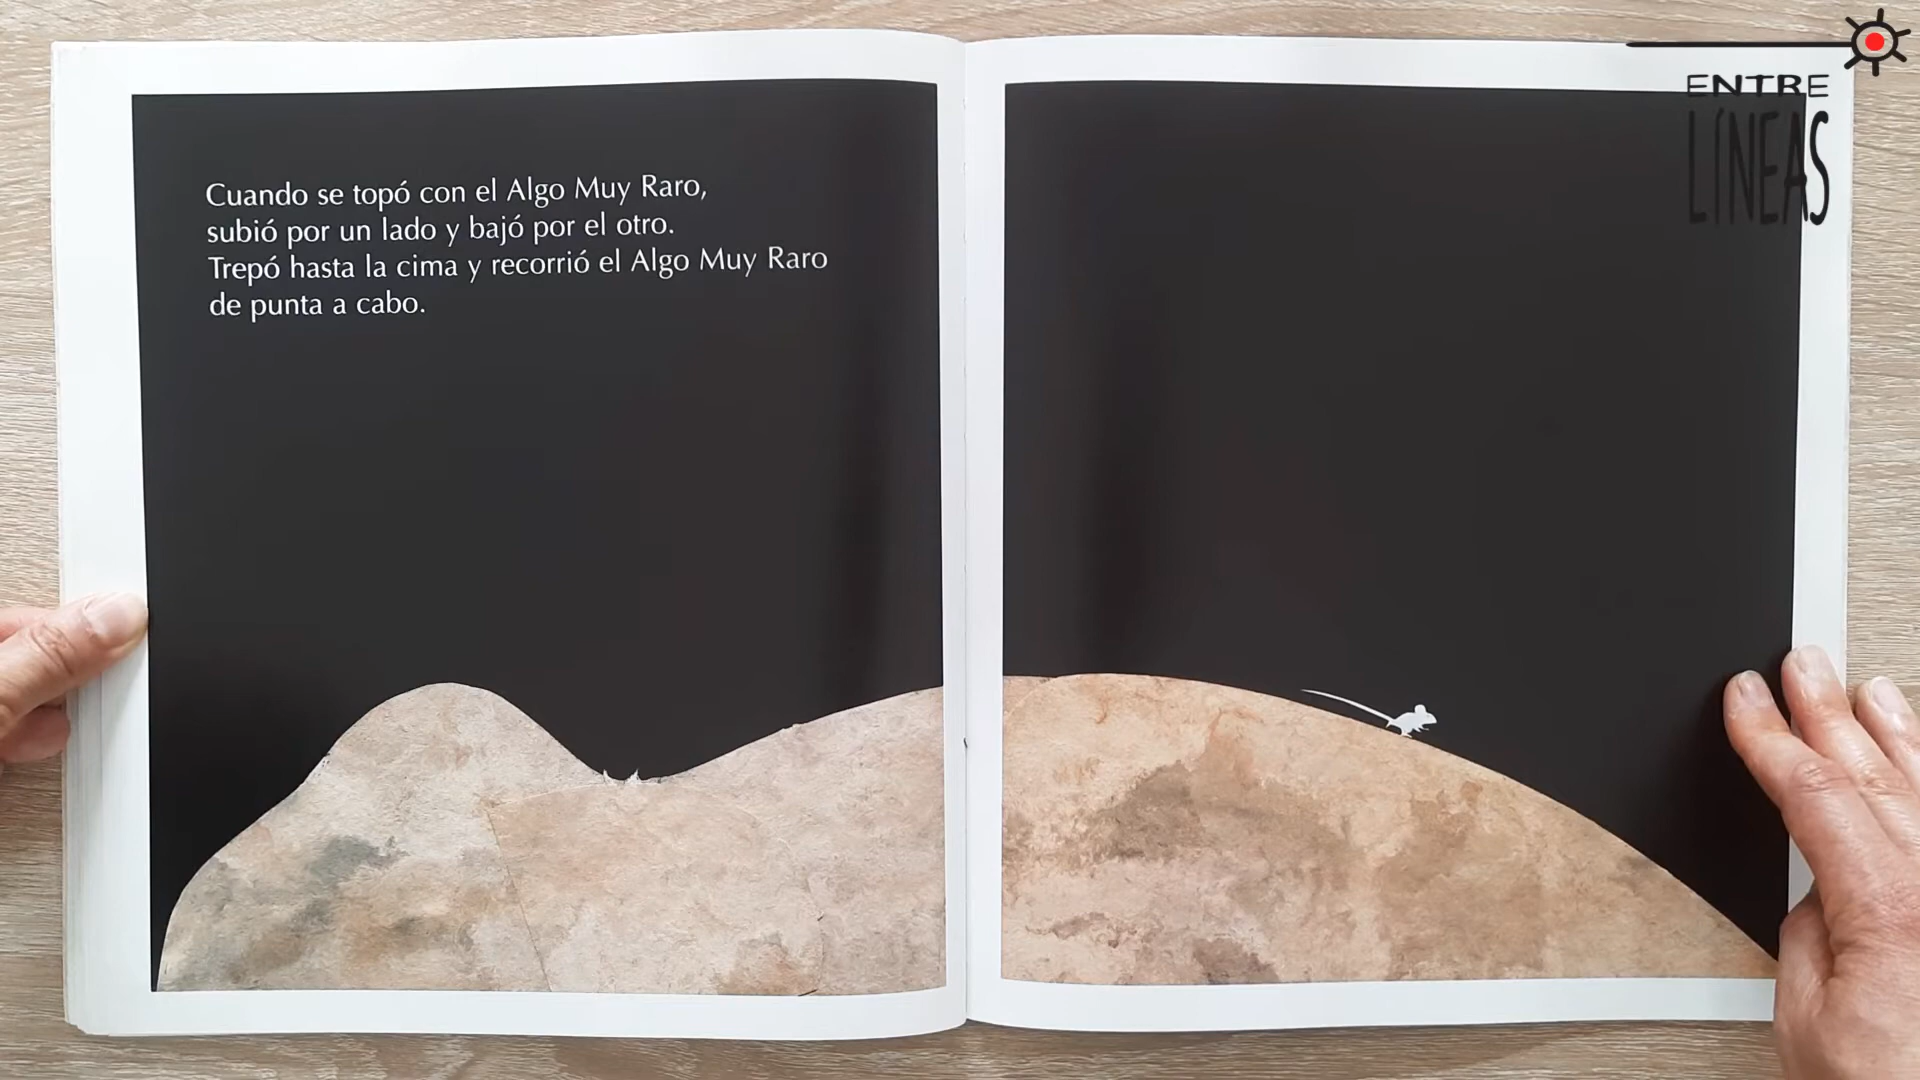 Cuando se topó con el Algo Muy Raro,
subió por un lado y bajó por el otro.
Trepó hasta la cima y recorrió el Algo Muy Raro
de punta a cabo.
ENTRE
LÍNEAS